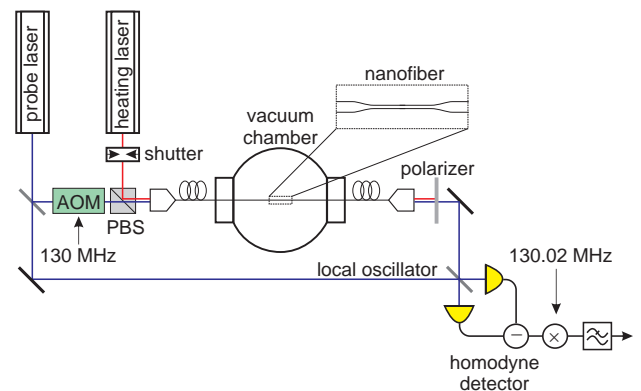 probe laser
heating laser
nanofiber
vacuum
chamber
shutter
polarizer
AOM
PBS
130 MHz
130.02 MHz
local oscillator
−
×
homodyne
detector